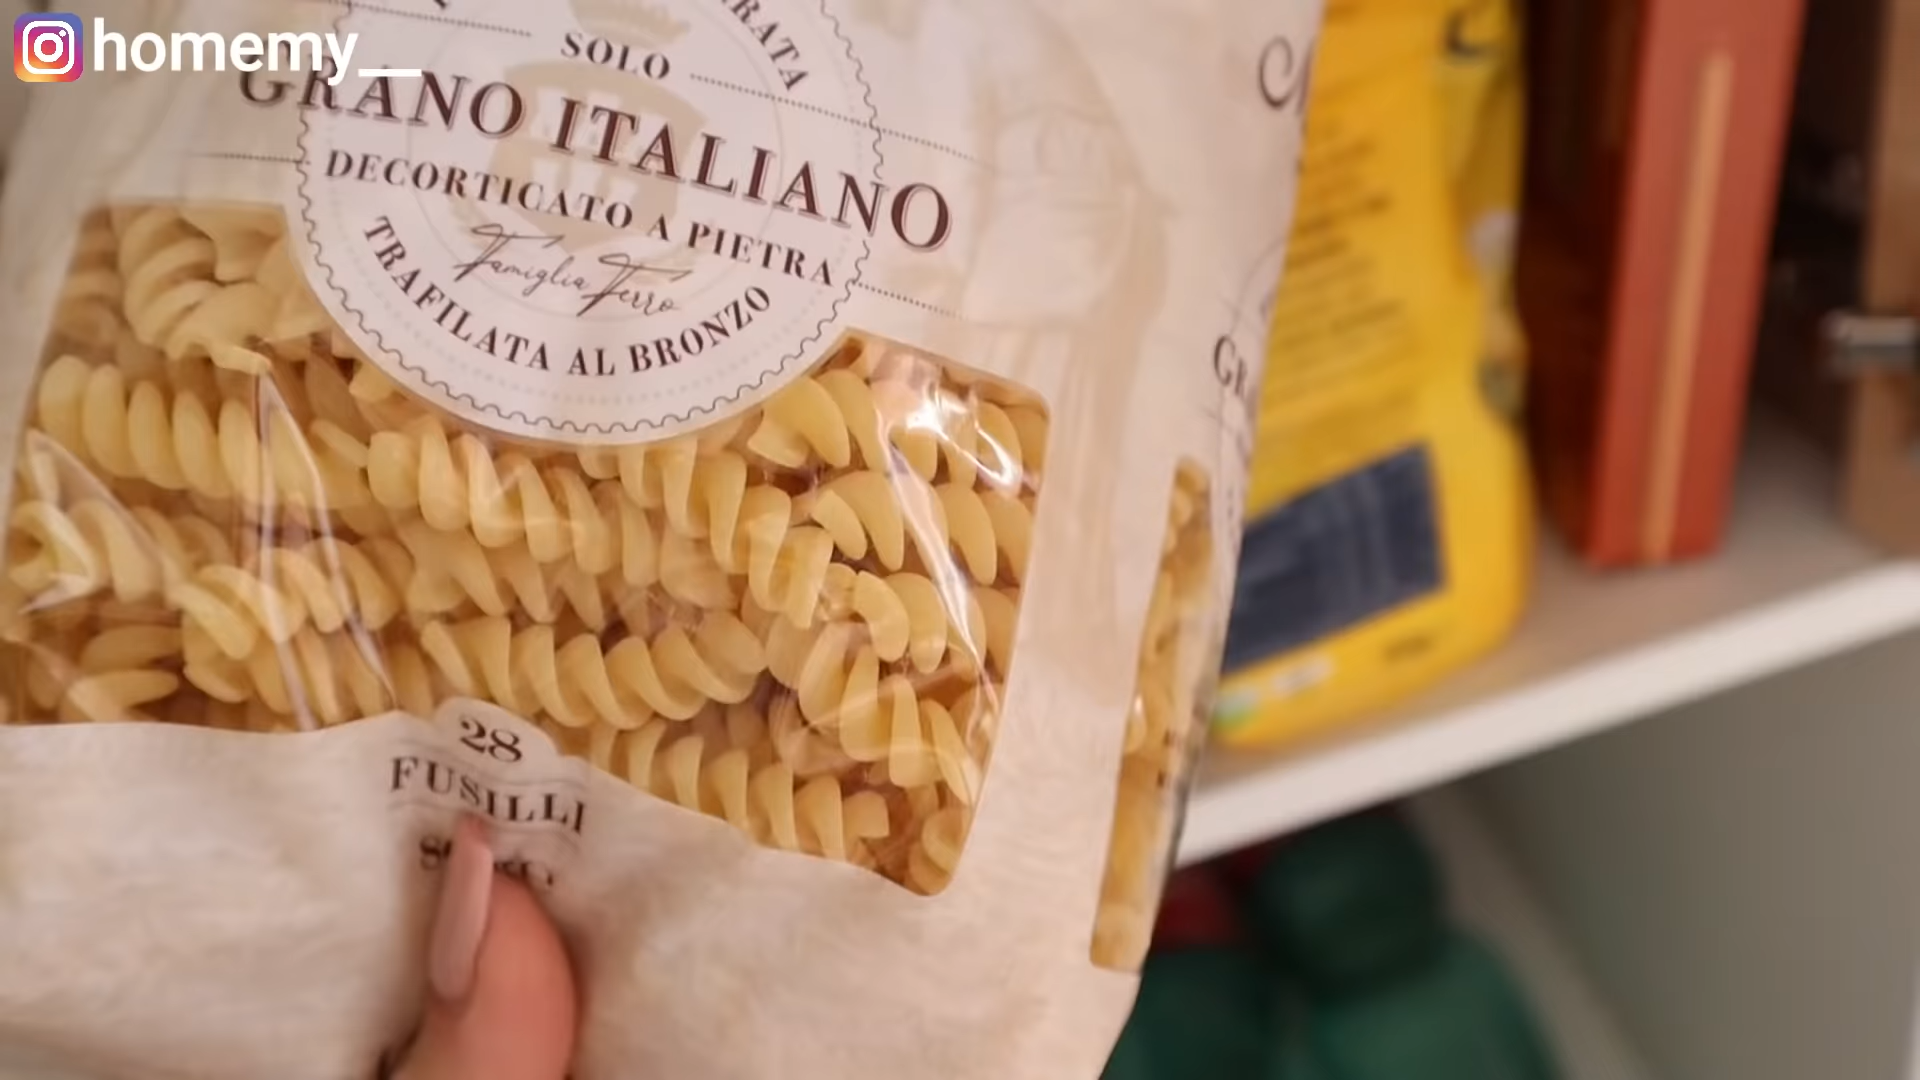 homemy__
SOLO
GRANO ITALIANO
DECORTICATO A PIETRA
Famiglia Ferro
TRAFILATA AL BRONZO
28
FUSILLI